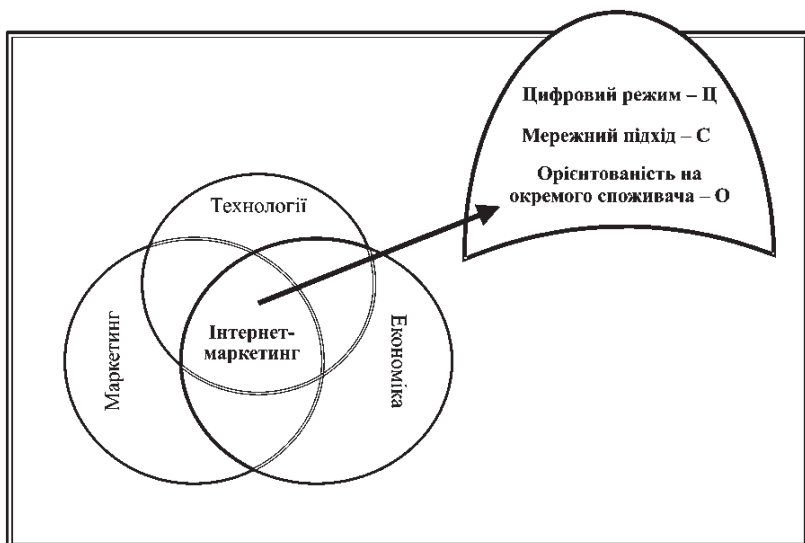 Цифровий режим – Ц
Мережний підхід – С
Орієнтованість на
окремого споживача – О
Технології
Маркетинг
Інтернет-
маркетинг
Економіка